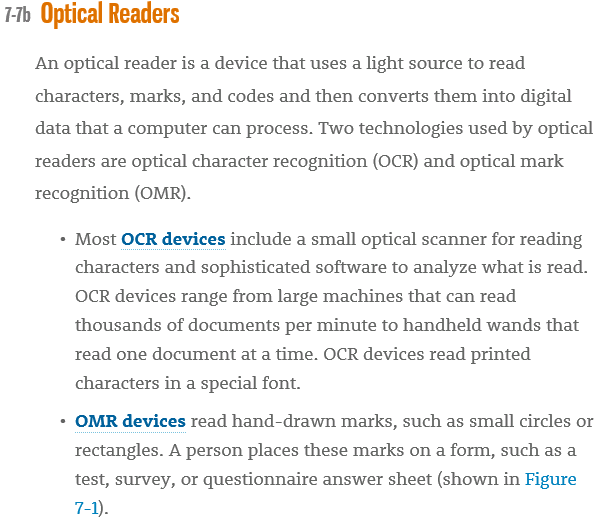 7-7b Optical Readers
An optical reader is a device that uses a light source to read
characters, marks, and codes and then converts them into digital
data that a computer can process. Two technologies used by optical
readers are optical character recognition (OCR) and optical mark
recognition (OMR).
• Most OCR devices include a small optical scanner for reading
characters and sophisticated software to analyze what is read.
OCR devices range from large machines that can read
thousands of documents per minute to handheld wands that
read one document at a time. OCR devices read printed
characters in a special font.
• OMR devices read hand-drawn marks, such as small circles or
rectangles. A person places these marks on a form, such as a
test, survey, or questionnaire answer sheet (shown in Figure
7-1).